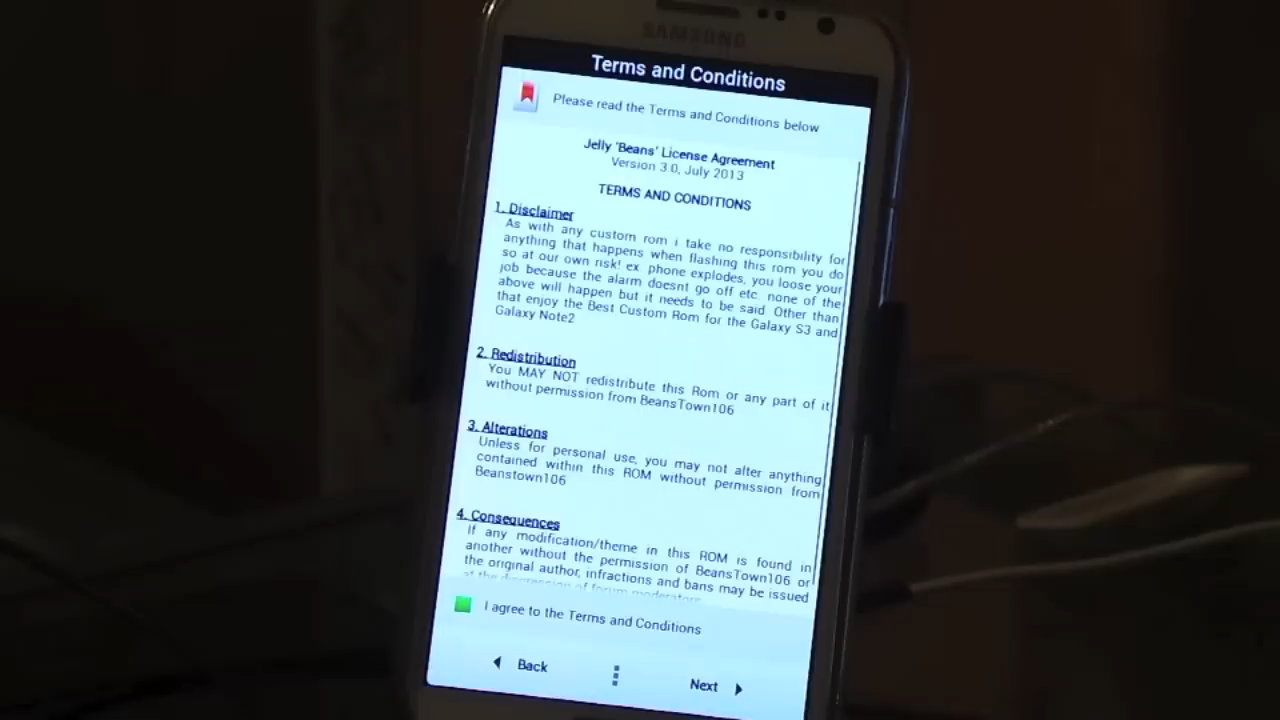 SAMSUNG
Terms and Conditions
Please read the Terms and Conditions below
Jelly 'Beans' License Agreement
Version 3.0, July 2013
TERMS AND CONDITIONS
1. Disclaimer
As with any custom rom i take no responsibility for
anything that happens when flashing this rom you do
so at our own risk! ex. phone explodes, you loose your
job because the alarm doesnt go off etc. none of the
above will happen but it needs to be said. Other than
that enjoy the Best Custom Rom for the Galaxy S3 and
Galaxy Note2
2. Redistribution
You MAY NOT redistribute this Rom or any part of it
without permission from BeansTown106
3. Alterations
Unless for personal use, you may not alter anything
contained within this ROM without permission from
Beanstown106
4. Consequences
If any modification/theme in this ROM is found in
another without the permission of BeansTown106 or
the original author, infractions and bans may be issued
at the discression of forum moderators
I agree to the Terms and Conditions
Back
Next